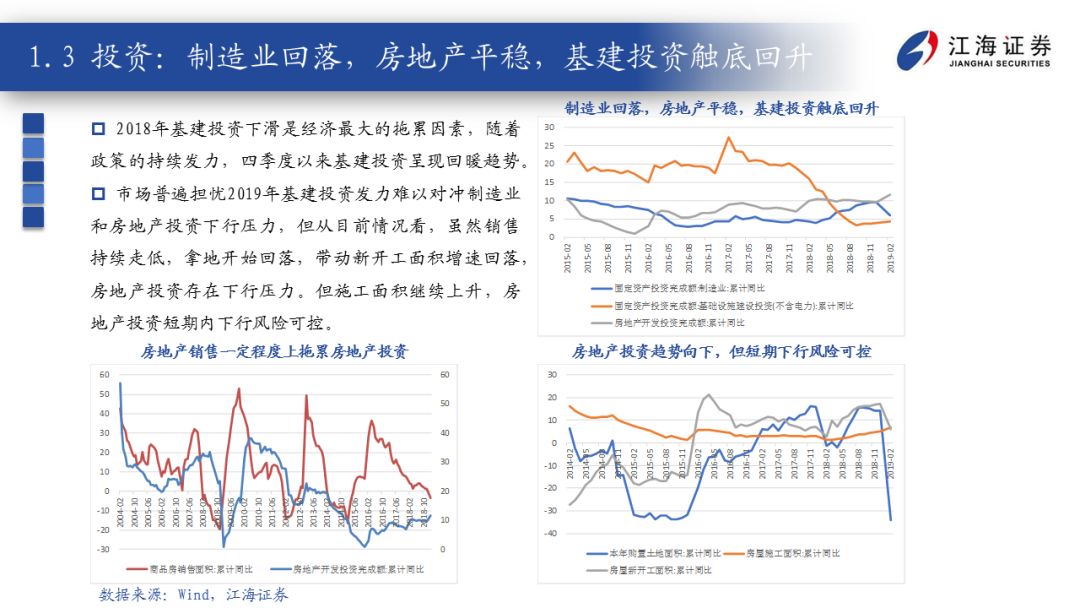 1.3 投资：制造业回落，房地产平稳，基建投资触底回升
江海证券
JIANGHAI SECURITIES
2018年基建投资下滑是经济最大的拖累因素，随着
政策的持续发力，四季度以来基建投资呈现回暖趋势。
市场普遍担忧2019年基建投资发力难以对冲制造业
和房地产投资下行压力，但从目前情况看，虽然销售
持续走低，拿地开始回落，带动新开工面积增速回落，
房地产投资存在下行压力。但施工面积继续上升，房
地产投资短期内下行风险可控。
制造业回落，房地产平稳，基建投资触底回升
30
25
20
15
10
5
0
2015-02 2015-05 2015-08 2015-11 2016-02 2016-05 2016-08 2016-11 2017-02 2017-05 2017-08 2017-11 2018-02 2018-05 2018-08 2018-11 2019-02
固定资产投资完成额:制造业:累计同比
固定资产投资完成额:基础设施建设投资(不含电力):累计同比
房地产开发投资完成额:累计同比
房地产销售一定程度上拖累房地产投资
60
50
40
30
20
10
0
-10
-20
-30
60
50
40
30
20
10
0
2004-02 2004-10 2005-06 2006-02 2006-10 2007-06 2008-02 2008-10 2009-06 2010-02 2010-10 2011-06 2012-02 2012-10 2013-06 2014-02 2014-10 2015-06 2016-02 2016-10 2017-06 2018-02 2018-10
商品房销售面积:累计同比 房地产开发投资完成额:累计同比
房地产投资趋势向下，但短期下行风险可控
30
20
10
0
-10
-20
-30
-40
2014-02 2014-05 2014-08 2014-11 2015-02 2015-05 2015-08 2015-11 2016-02 2016-05 2016-08 2016-11 2017-02 2017-05 2017-08 2017-11 2018-02 2018-05 2018-08 2018-11 2019-02
本年购置土地面积:累计同比 房屋施工面积:累计同比
房屋新开工面积:累计同比
数据来源：Wind，江海证券